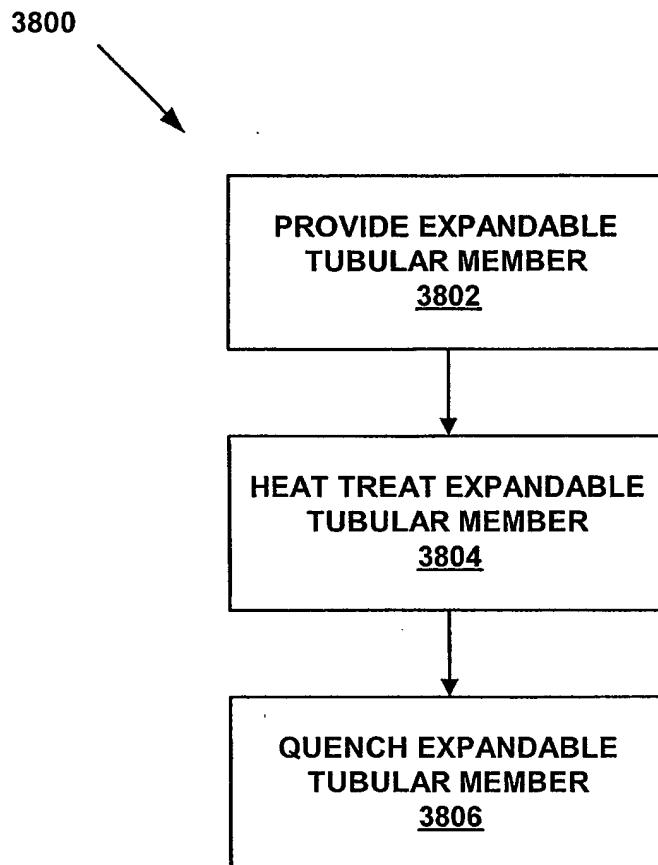 3800
PROVIDE EXPANDABLE
TUBULAR MEMBER
3802
HEAT TREAT EXPANDABLE
TUBULAR MEMBER
3804
QUENCH EXPANDABLE
TUBULAR MEMBER
3806